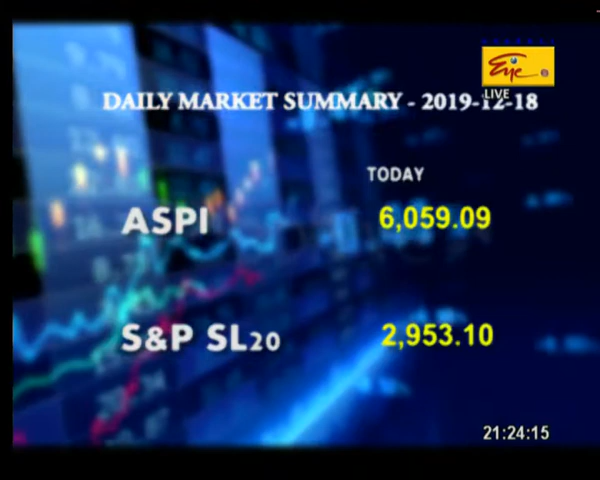 Eye
LIVE
DAILY MARKET SUMMARY - 2019-12-18
TODAY
ASPI 6,059.09
S&P SL20 2,953.10
21:24:15